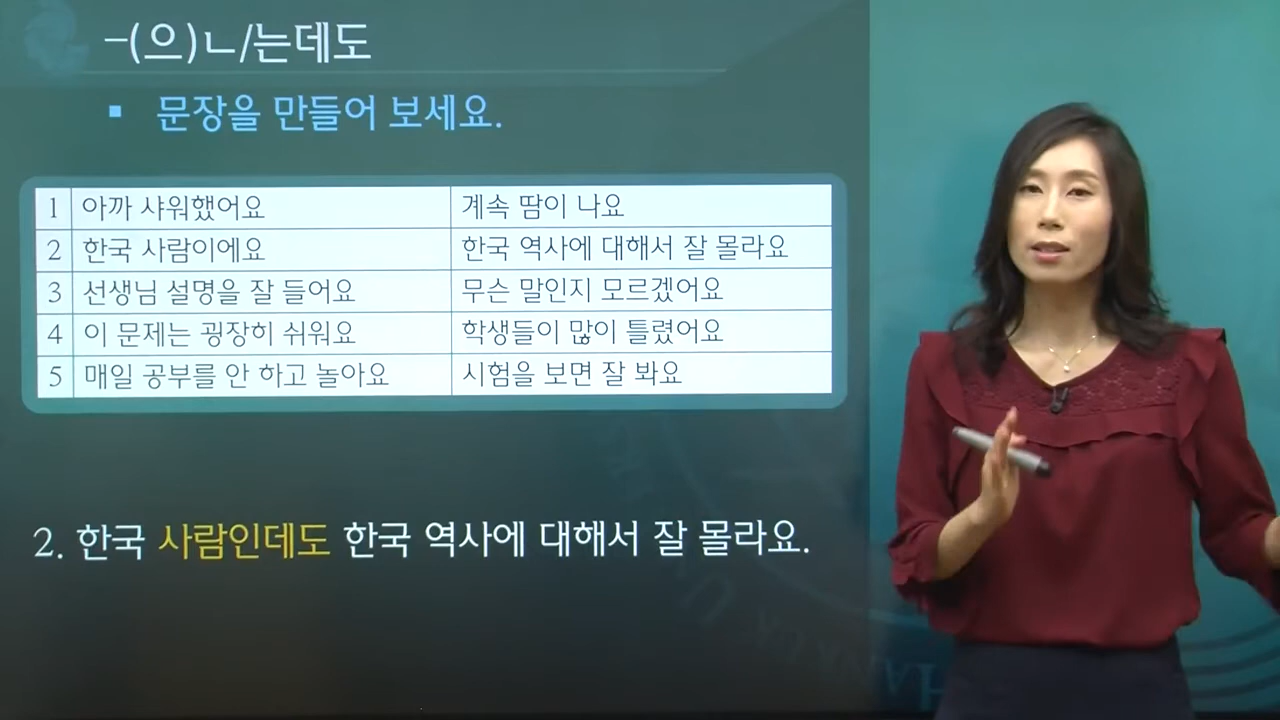 -(으)ㄴ/는데도
▪ 문장을 만들어 보세요.
1 아까 샤워했어요 계속 땀이 나요
2 한국 사람이에요 한국 역사에 대해서 잘 몰라요
3 선생님 설명을 잘 들어요 무슨 말인지 모르겠어요
4 이 문제는 굉장히 쉬워요 학생들이 많이 틀렸어요
5 매일 공부를 안 하고 놀아요 시험을 보면 잘 봐요
2. 한국 사람인데도 한국 역사에 대해서 잘 몰라요.